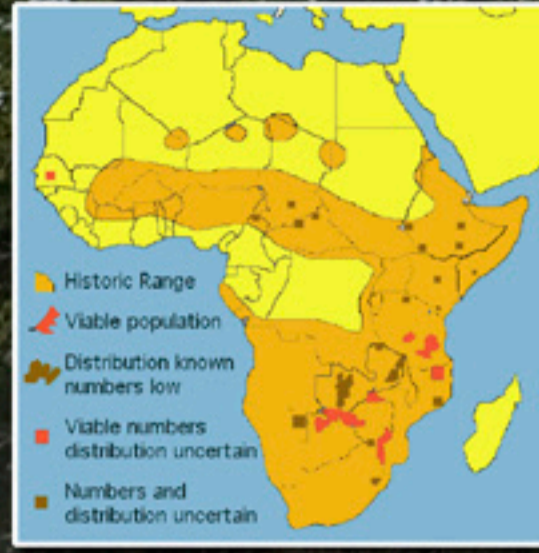 Historic Range
Viable population
Distribution known
numbers low
Viable numbers
distribution uncertain
Numbers and
distribution uncertain